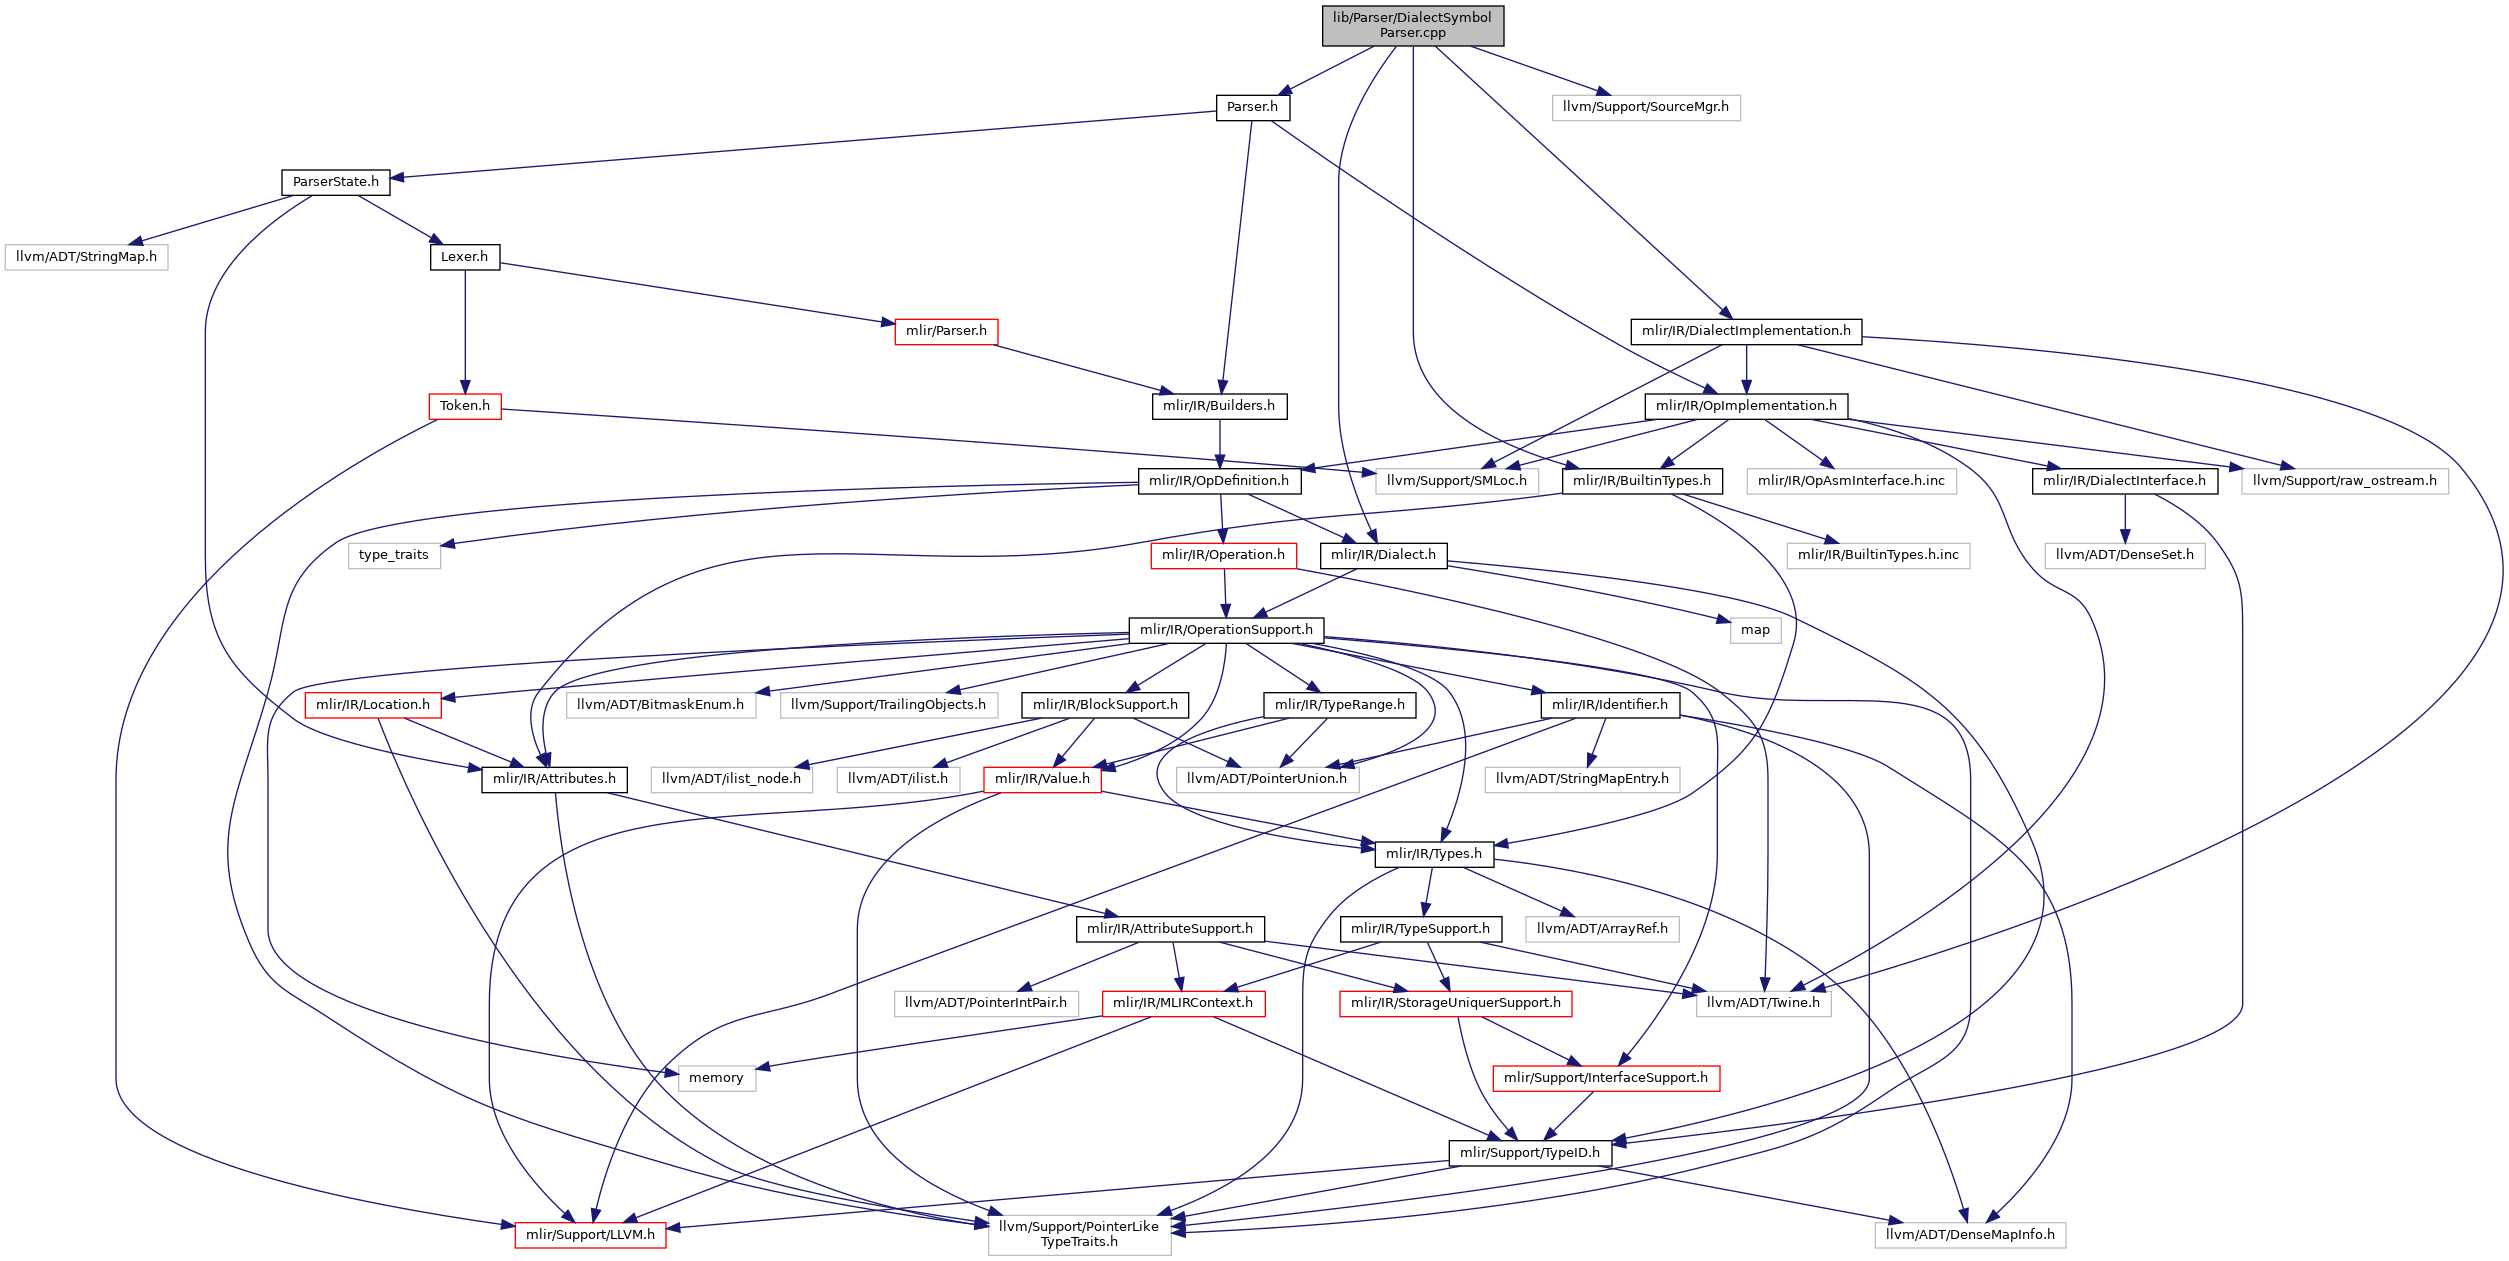 lib/Parser/DialectSymbol
Parser.cpp
Parser.h
llvm/Support/SourceMgr.h
ParserState.h
llvm/ADT/StringMap.h
Lexer.h
mlir/Parser.h
mlir/IR/DialectImplementation.h
Token.h
mlir/IR/Builders.h
mlir/IR/OpImplementation.h
mlir/IR/OpDefinition.h
llvm/Support/SMLoc.h
mlir/IR/BuiltinTypes.h
mlir/IR/OpAsmInterface.h.inc
mlir/IR/DialectInterface.h
llvm/Support/raw_ostream.h
type_traits
mlir/IR/Operation.h
mlir/IR/Dialect.h
mlir/IR/BuiltinTypes.h.inc
llvm/ADT/DenseSet.h
mlir/IR/OperationSupport.h
map
mlir/IR/Location.h
llvm/ADT/BitmaskEnum.h
llvm/Support/TrailingObjects.h
mlir/IR/BlockSupport.h
mlir/IR/TypeRange.h
mlir/IR/Identifier.h
mlir/IR/Attributes.h
llvm/ADT/ilist_node.h
llvm/ADT/ilist.h
mlir/IR/Value.h
llvm/ADT/PointerUnion.h
llvm/ADT/StringMapEntry.h
mlir/IR/Types.h
mlir/IR/AttributeSupport.h
mlir/IR/TypeSupport.h
llvm/ADT/ArrayRef.h
llvm/ADT/PointerIntPair.h
mlir/IR/MLIRContext.h
mlir/IR/StorageUniquerSupport.h
llvm/ADT/Twine.h
memory
mlir/Support/InterfaceSupport.h
mlir/Support/TypeID.h
mlir/Support/LLVM.h
llvm/Support/PointerLike
TypeTraits.h
llvm/ADT/DenseMapInfo.h